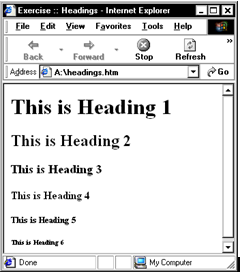 Exercise :: Headings - Internet Explorer
File Edit View Favorites Tools Help
Back Forward Stop Refresh
Address A:\headings.htm Go
This is Heading 1
This is Heading 2
This is Heading 3
This is Heading 4
This is Heading 5
This is Heading 6
Done My Computer